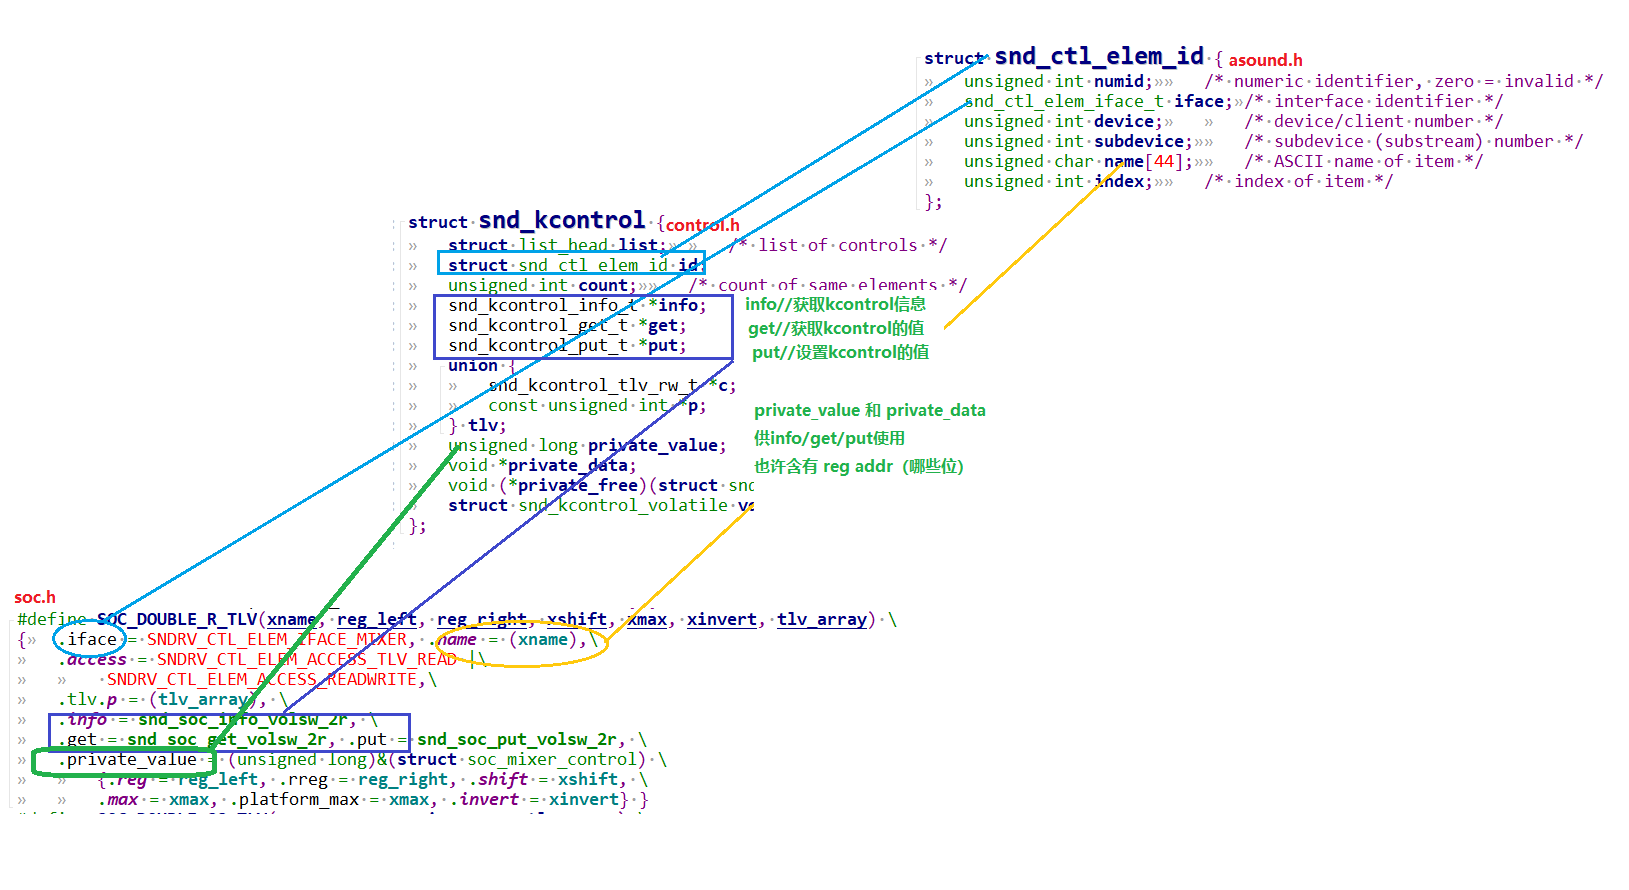 struct snd_ctl_elem_id { asound.h
unsigned int numid; /* numeric identifier, zero = invalid */
snd_ctl_elem_iface_t iface; /* interface identifier */
unsigned int device; /* device/client number */
unsigned int subdevice; /* subdevice (substream) number */
unsigned char name[44]; /* ASCII name of item */
unsigned int index; /* index of item */
};
struct snd_kcontrol { control.h
struct list_head list; /* list of controls */
struct snd_ctl_elem_id id;
unsigned int count; /* count of same elements */
snd_kcontrol_info_t *info;
snd_kcontrol_get_t *get;
snd_kcontrol_put_t *put;
union {
snd_kcontrol_tlv_rw_t *c;
const unsigned int *p;
} tlv;
unsigned long private_value;
void *private_data;
void (*private_free)(struct snd
struct snd_kcontrol_volatile
};
info//获取kcontrol信息
get//获取kcontrol的值
put//设置kcontrol的值
private_value 和 private_data
供info/get/put使用
也许含有 reg addr（哪些位）
soc.h
#define SOC_DOUBLE_R_TLV(xname, reg_left, reg_right, xshift, xmax, xinvert, tlv_array) \
{ .iface = SNDRV_CTL_ELEM_IFACE_MIXER, .name = (xname),\
.access = SNDRV_CTL_ELEM_ACCESS_TLV_READ |\
SNDRV_CTL_ELEM_ACCESS_READWRITE,\
.tlv.p = (tlv_array), \
.info = snd_soc_info_volsw_2r, \
.get = snd_soc_get_volsw_2r, .put = snd_soc_put_volsw_2r, \
.private_value = (unsigned long)&(struct soc_mixer_control) \
{.reg = reg_left, .rreg = reg_right, .shift = xshift, \
.max = xmax, .platform_max = xmax, .invert = xinvert} }